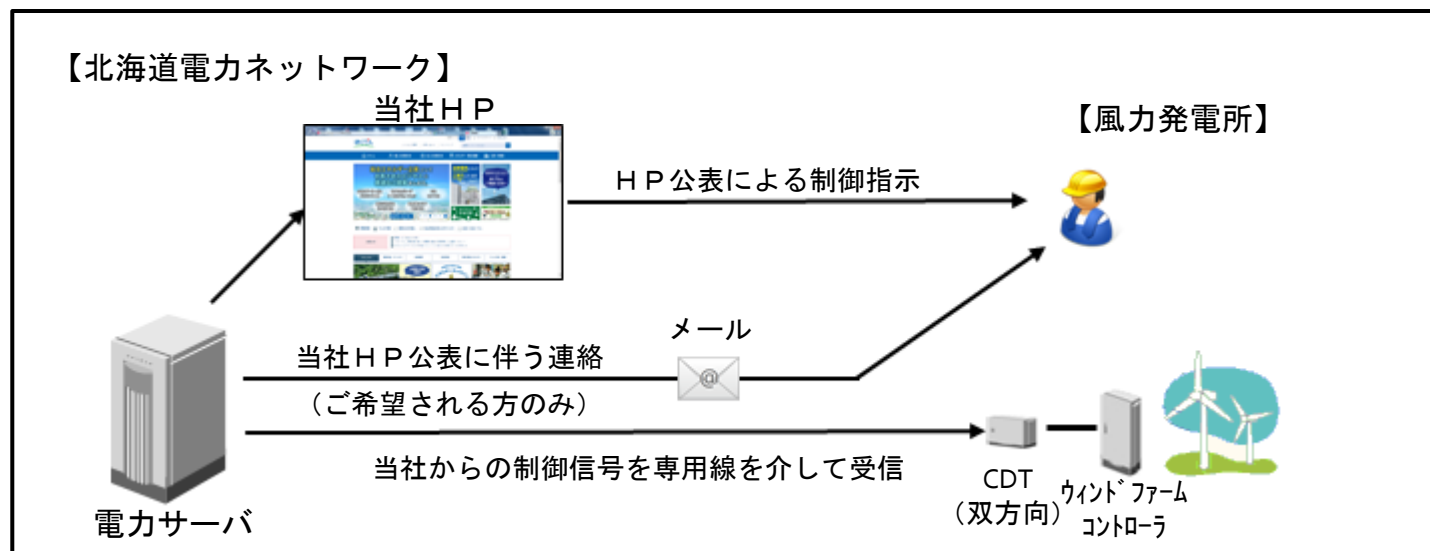 【北海道電力ネットワーク】
当社ＨＰ
【風力発電所】
ＨＰ公表による制御指示
メール
@
当社ＨＰ公表に伴う連絡
（ご希望される方のみ）
当社からの制御信号を専用線を介して受信
CDT
（双方向）
ｳｨﾝﾄﾞﾌｧｰﾑ
ｺﾝﾄﾛｰﾗ
電力サーバ